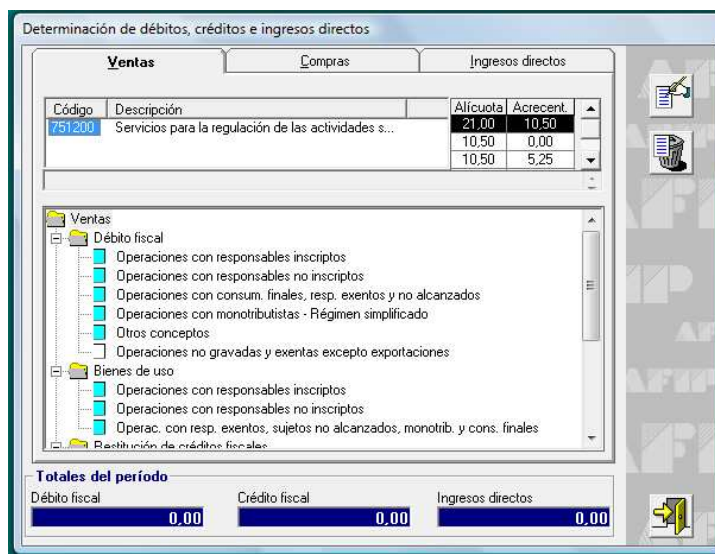 Determinación de débitos, créditos e ingresos directos
Ventas Compras Ingresos directos
Código Descripción Alícuota Acrecent.
751200 Servicios para la regulación de las actividades s... 21,00 10,50
10,50 0,00
10,50 5,25
Ventas
Débito fiscal
Operaciones con responsables inscriptos
Operaciones con responsables no inscriptos
Operaciones con consum. finales, resp. exentos y no alcanzados
Operaciones con monotributistas - Régimen simplificado
Otros conceptos
Operaciones no gravadas y exentas excepto exportaciones
Bienes de uso
Operaciones con responsables inscriptos
Operaciones con responsables no inscriptos
Operac. con resp. exentos, sujetos no alcanzados, monotrib. y cons. finales
Restitución de créditos fiscales
Totales del período
Débito fiscal Crédito fiscal Ingresos directos
0,00 0,00 0,00
AFIP